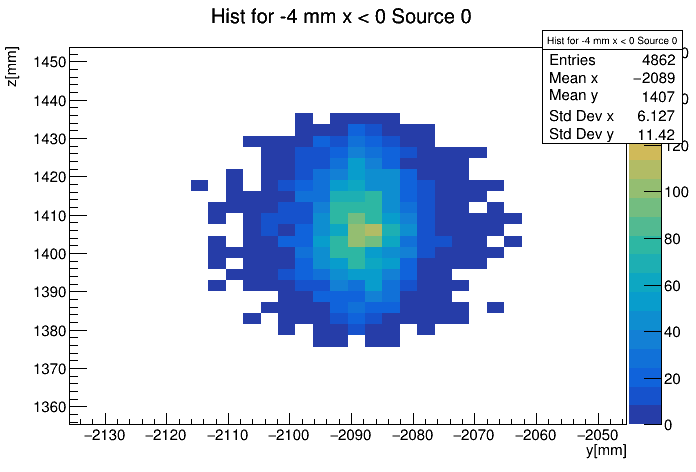 Hist for -4 mm x < 0 Source 0
z[mm]
1450
1440
1430
1420
1410
1400
1390
1380
1370
1360
−2130
−2120
−2110
−2100
−2090
−2080
−2070
−2060
−2050
y[mm]
Hist for -4 mm x < 0 Source 0
Entries 4862
Mean x −2089
Mean y 1407
Std Dev x 6.127
Std Dev y 11.42
120
100
80
60
40
20
0